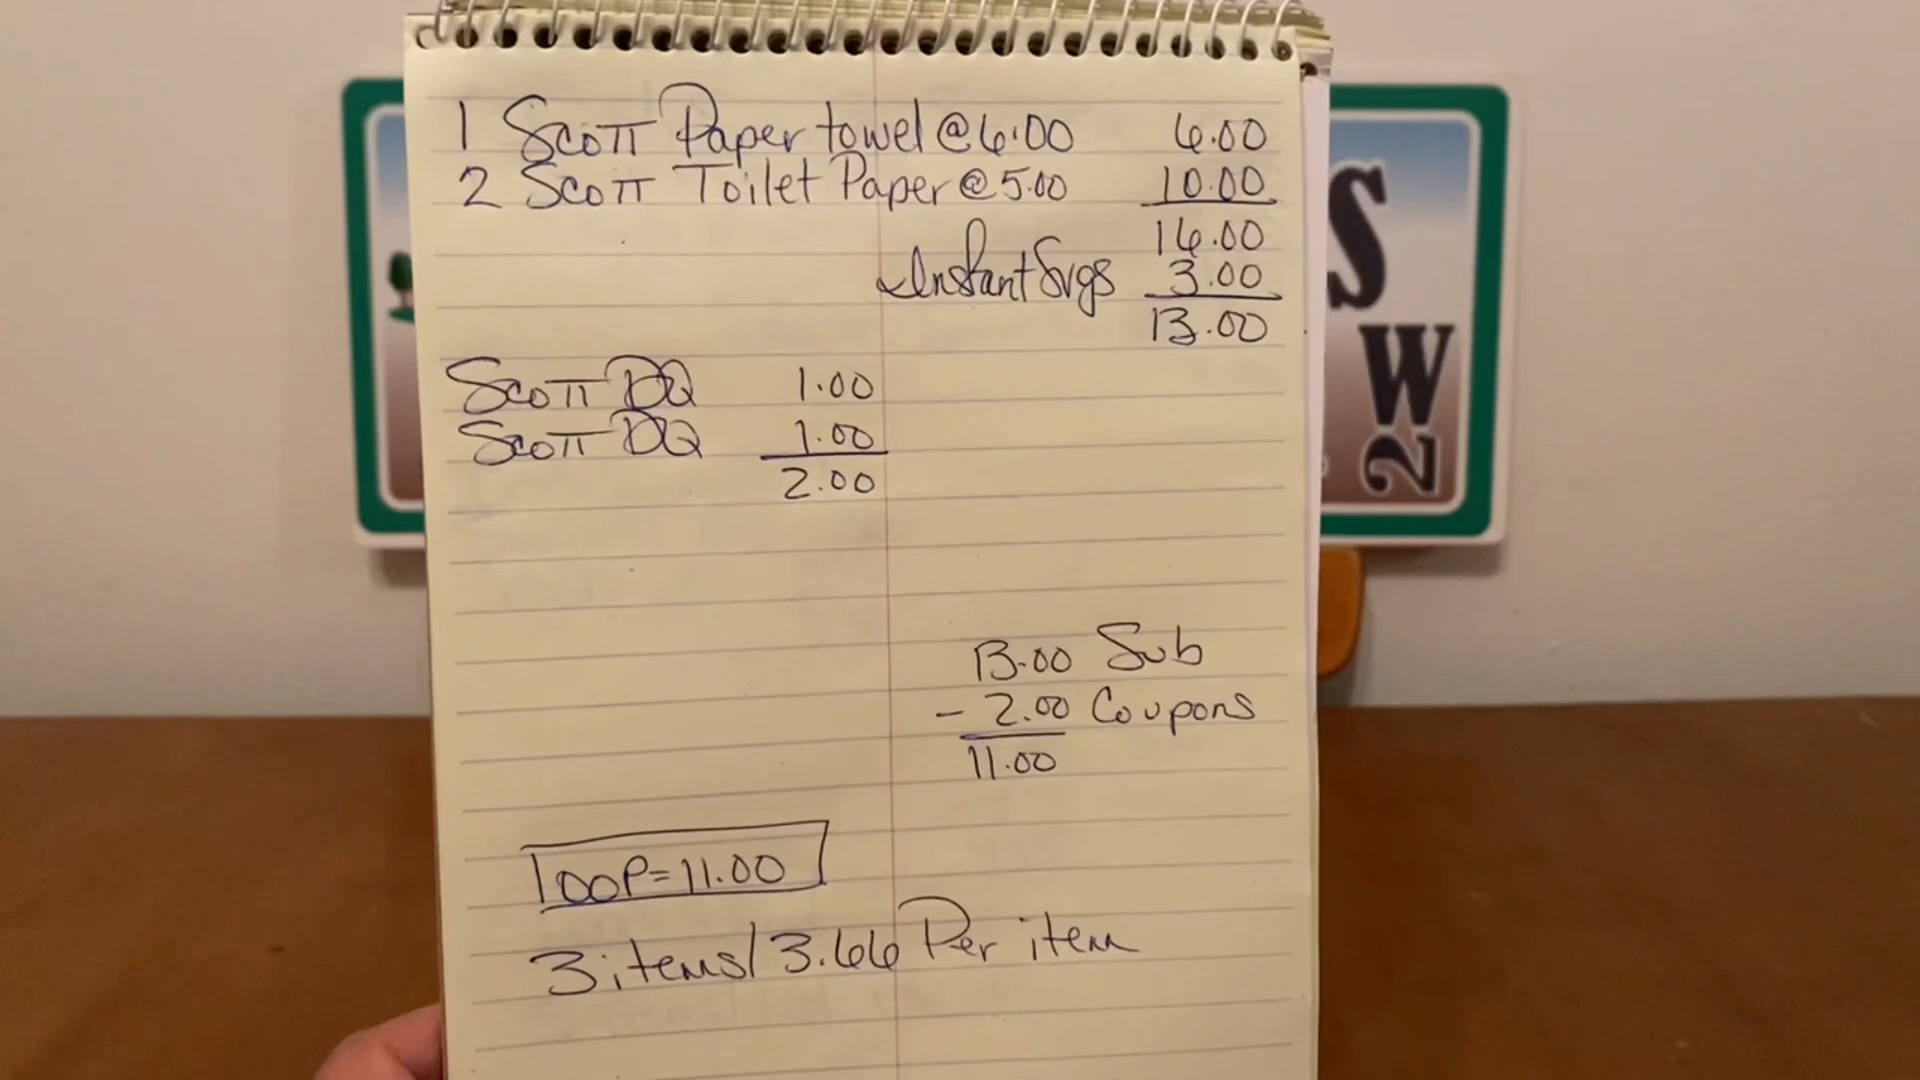 1 Scott Paper towel @ 6.00 6.00
2 Scott Toilet Paper @ 5.00 10.00
16.00
Instant Svgs 3.00
13.00
Scott DQ 1.00
Scott DQ 1.00
2.00
13.00 Sub
- 2.00 Coupons
11.00
OOP=11.00
3 items/ 3.66 Per item
S
W
2